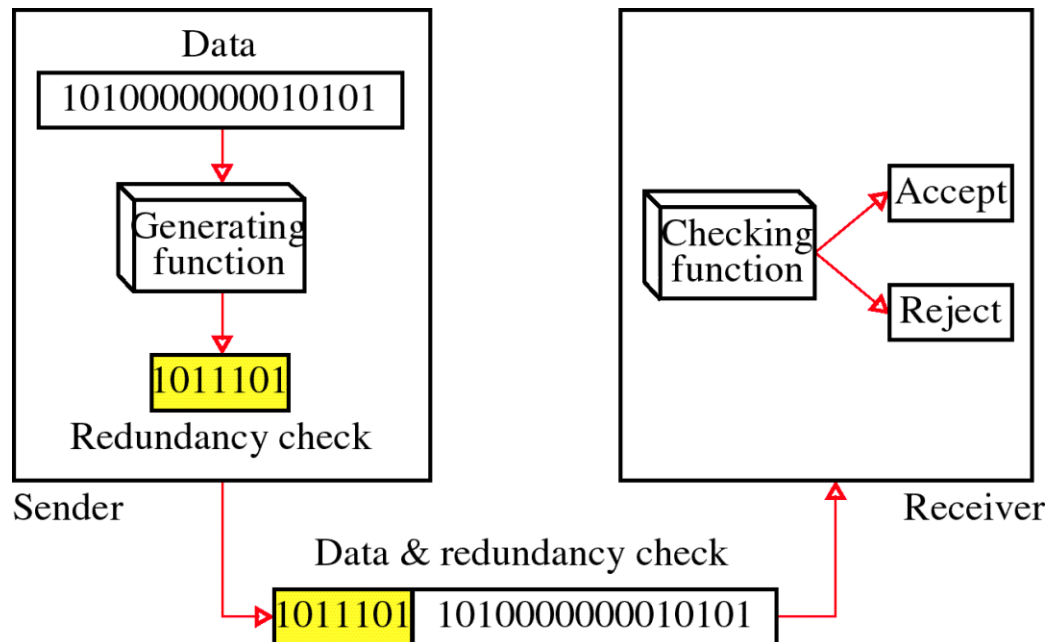 Data
1010000000010101
Generating
function
1011101
Redundancy check
Sender
Checking
function
Accept
Reject
Receiver
Data & redundancy check
1011101 1010000000010101